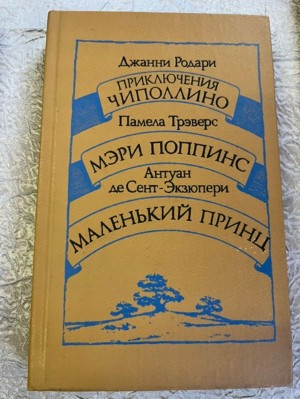 Джанни Родари
ПРИКЛЮЧЕНИЯ
ЧИПОЛЛИНО
Памела Трэверс
МЭРИ ПОППИНС
Антуан
де Сент-Экзюпери
МАЛЕНЬКИЙ ПРИНЦ